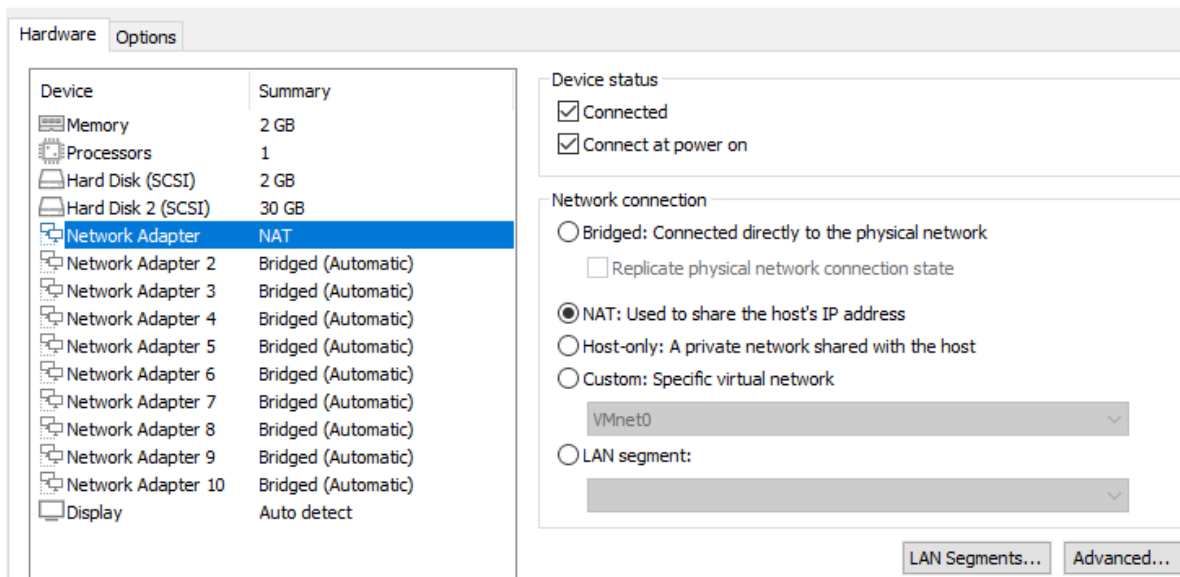 Hardware
Options
Device Summary
Memory 2 GB
Processors 1
Hard Disk (SCSI) 2 GB
Hard Disk 2 (SCSI) 30 GB
Network Adapter NAT
Network Adapter 2 Bridged (Automatic)
Network Adapter 3 Bridged (Automatic)
Network Adapter 4 Bridged (Automatic)
Network Adapter 5 Bridged (Automatic)
Network Adapter 6 Bridged (Automatic)
Network Adapter 7 Bridged (Automatic)
Network Adapter 8 Bridged (Automatic)
Network Adapter 9 Bridged (Automatic)
Network Adapter 10 Bridged (Automatic)
Display Auto detect
Device status
Connected
Connect at power on
Network connection
Bridged: Connected directly to the physical network
Replicate physical network connection state
NAT: Used to share the host's IP address
Host-only: A private network shared with the host
Custom: Specific virtual network
VMnet0
LAN segment:
LAN Segments... Advanced...